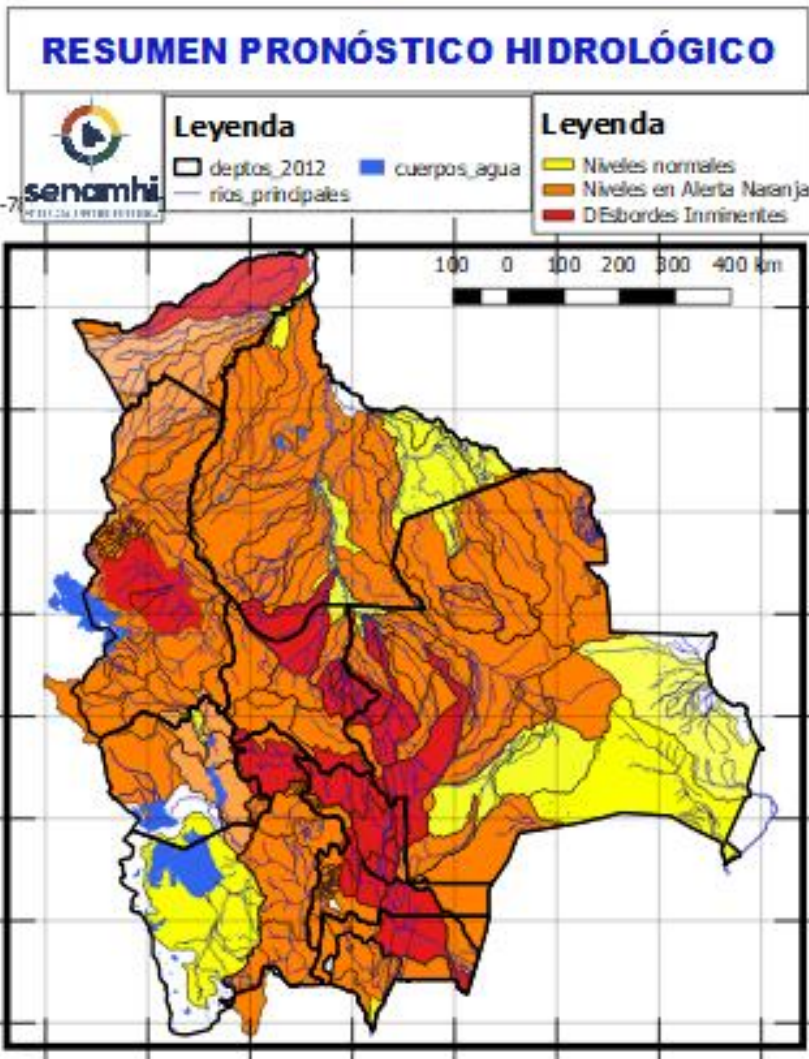 RESUMEN PRONÓSTICO HIDROLÓGICO
senamhi
Leyenda
deptos_2012
cuerpos_agua
rios_principales
Leyenda
Niveles normales
Niveles en Alerta Naranja
DEsbordes Inminentes
100 0 100 200 300 400 km